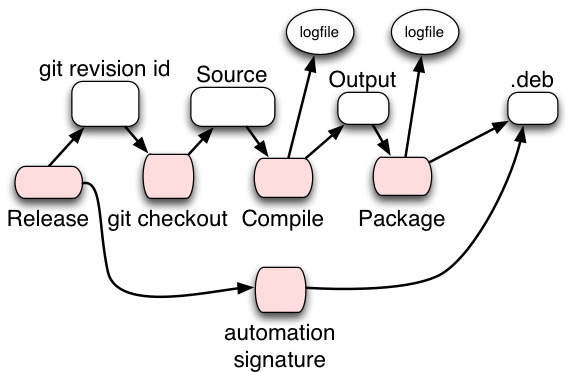 logfile
logfile
git revision id
Source
Output
.deb
Release
git checkout
Compile
Package
automation
signature